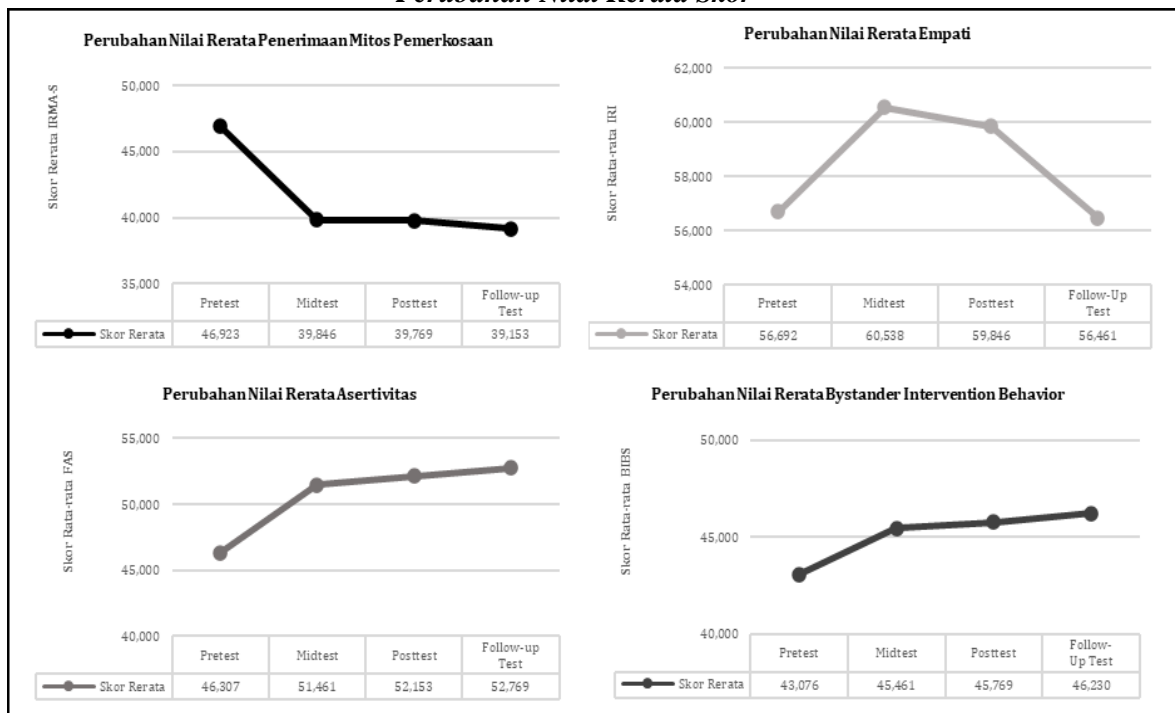 Perubahan Nilai Rerata Skor
Perubahan Nilai Rerata Penerimaan Mitos Pemerkosaan
Skor Rerata IRMA-S
50,000
45,000
40,000
35,000
Pretest Midtest Posttest Follow-up Test
Skor Rerata 46,923 39,846 39,769 39,153
Perubahan Nilai Rerata Empati
Skor Rata-rata IRI
62,000
60,000
58,000
56,000
54,000
Pretest Midtest Posttest Follow-Up Test
Skor Rerata 56,692 60,538 59,846 56,461
Perubahan Nilai Rerata Asertivitas
Skor Rata-rata FAS
55,000
50,000
45,000
40,000
Pretest Midtest Posttest Follow-up Test
Skor Rerata 46,307 51,461 52,153 52,769
Perubahan Nilai Rerata Bystander Intervention Behavior
Skor Rata-rata BIBS
50,000
45,000
40,000
Pretest Midtest Posttest Follow-Up Test
Skor Rerata 43,076 45,461 45,769 46,230